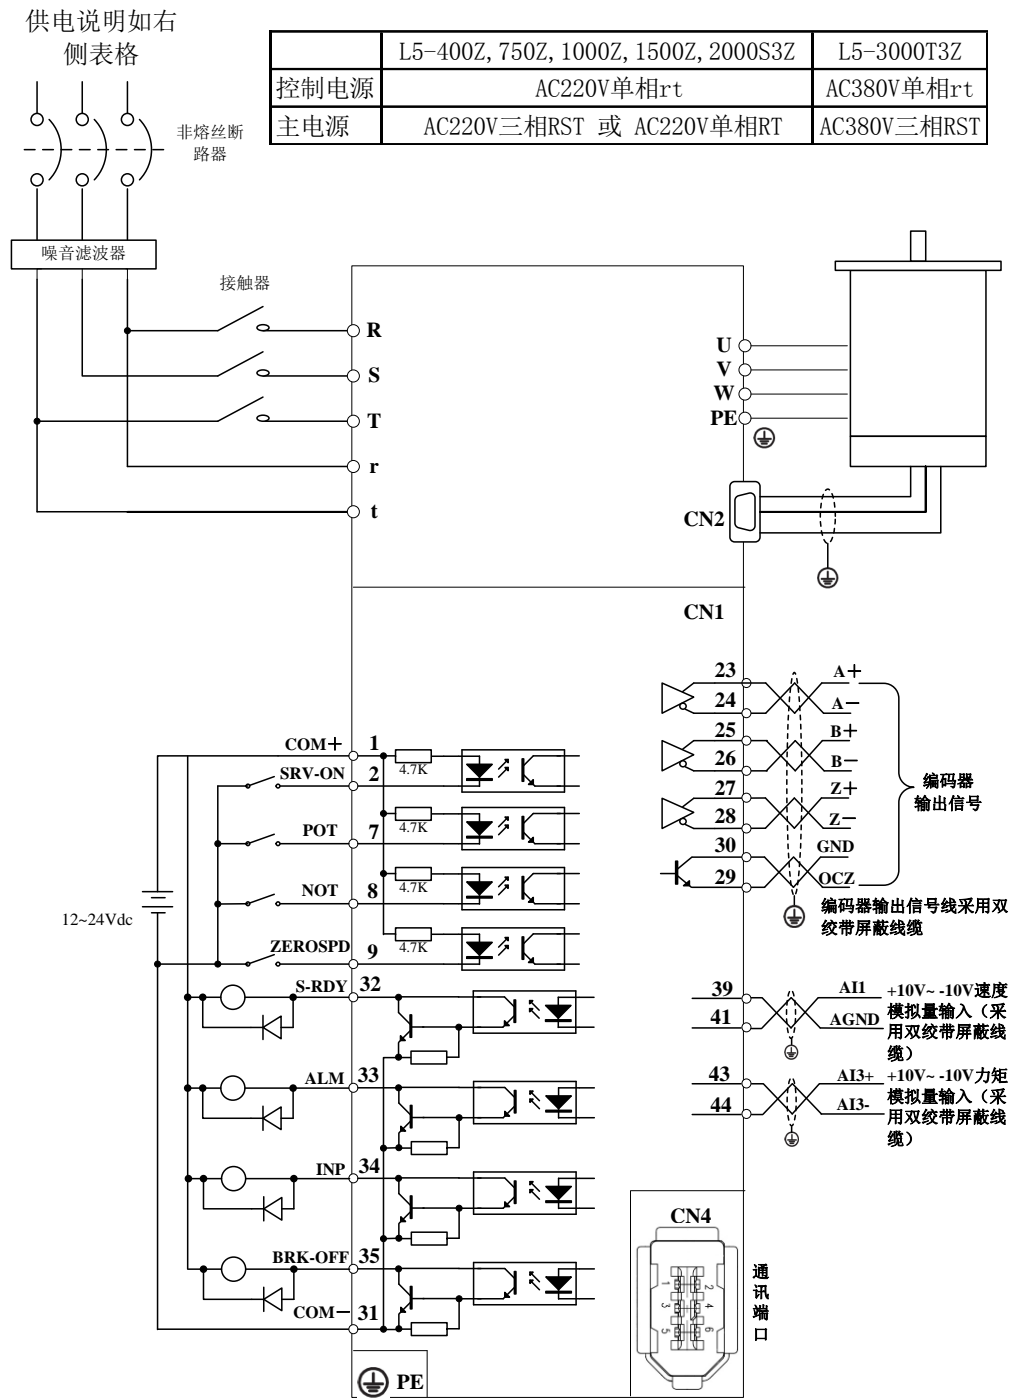 供电说明如右
侧表格
L5-400Z,750Z,1000Z,1500Z,2000S3Z L5-3000T3Z
控制电源 AC220V单相rt AC380V单相rt
主电源 AC220V三相RST 或 AC220V单相RT AC380V三相RST
非熔丝断
路器
噪音滤波器
接触器
R
S
T
r
t
U
V
W
PE
CN2
CN1
COM+ 1
4.7K
SRV-ON 2
POT 7
4.7K
NOT 8
4.7K
ZEROSPD 9
4.7K
12~24Vdc
S-RDY 32
ALM 33
INP 34
BRK-OFF 35
COM- 31
PE
23 A+
24 A-
25 B+
26 B-
27 Z+
28 Z-
30 GND
29 OCZ
编码器
输出信号
编码器输出信号线采用双
绞带屏蔽线缆
39 AI1
41 AGND
+10V~ -10V速度
模拟量输入（采
用双绞带屏蔽线
缆）
43 AI3+
44 AI3-
+10V~ -10V力矩
模拟量输入（采
用双绞带屏蔽线
缆）
CN4
1 2
3 4
5 6
通
讯
端
口